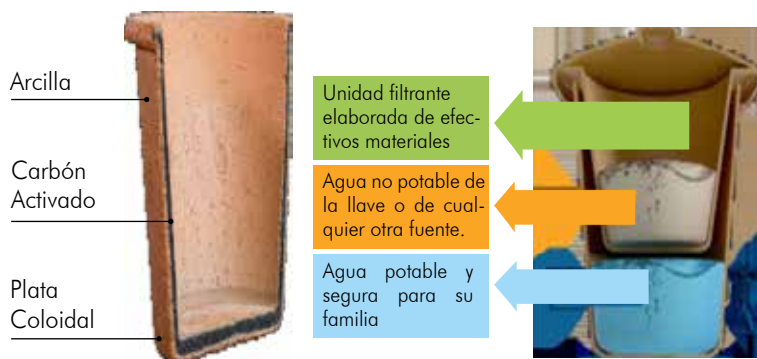 Arcilla
Carbón
Activado
Plata
Coloidal
Unidad filtrante
elaborada de efec-
tivos materiales
Agua no potable de
la llave o de cual-
quier otra fuente.
Agua potable y
segura para su
familia